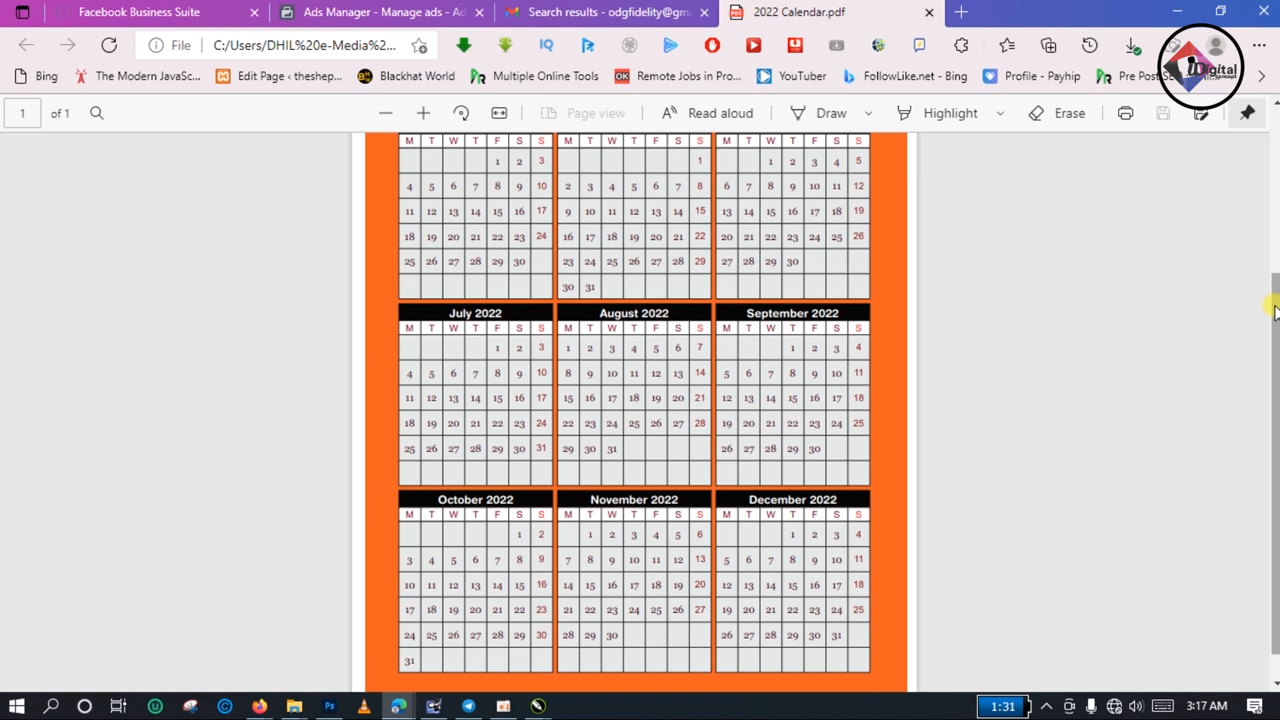 Facebook Business Suite
Ads Manager - Manage ads - Ad
Search results - odgfidelity@gm
2022 Calendar.pdf
File C:/Users/DHIL%20e-Media%2...
Bing The Modern JavaSc... Edit Page ‹ theshep... Blackhat World Multiple Online Tools Remote Jobs in Pro... YouTuber FollowLike.net - Bing Profile - Payhip Pre Post
iDigital
1 of 1 Page view Read aloud Draw Highlight Erase
M T W T F S S M T W T F S S M T W T F S S
1 2 3 1 1 2 3 4 5
4 5 6 7 8 9 10 2 3 4 5 6 7 8 6 7 8 9 10 11 12
11 12 13 14 15 16 17 9 10 11 12 13 14 15 13 14 15 16 17 18 19
18 19 20 21 22 23 24 16 17 18 19 20 21 22 20 21 22 23 24 25 26
25 26 27 28 29 30 23 24 25 26 27 28 29 27 28 29 30
30 31
July 2022 August 2022 September 2022
M T W T F S S M T W T F S S M T W T F S S
1 2 3 1 2 3 4 5 6 7 1 2 3 4
4 5 6 7 8 9 10 8 9 10 11 12 13 14 5 6 7 8 9 10 11
11 12 13 14 15 16 17 15 16 17 18 19 20 21 12 13 14 15 16 17 18
18 19 20 21 22 23 24 22 23 24 25 26 27 28 19 20 21 22 23 24 25
25 26 27 28 29 30 31 29 30 31 26 27 28 29 30
October 2022 November 2022 December 2022
M T W T F S S M T W T F S S M T W T F S S
1 2 1 2 3 4 5 6 1 2 3 4
3 4 5 6 7 8 9 7 8 9 10 11 12 13 5 6 7 8 9 10 11
10 11 12 13 14 15 16 14 15 16 17 18 19 20 12 13 14 15 16 17 18
17 18 19 20 21 22 23 21 22 23 24 25 26 27 19 20 21 22 23 24 25
24 25 26 27 28 29 30 28 29 30 26 27 28 29 30 31
31
1:31 3:17 AM